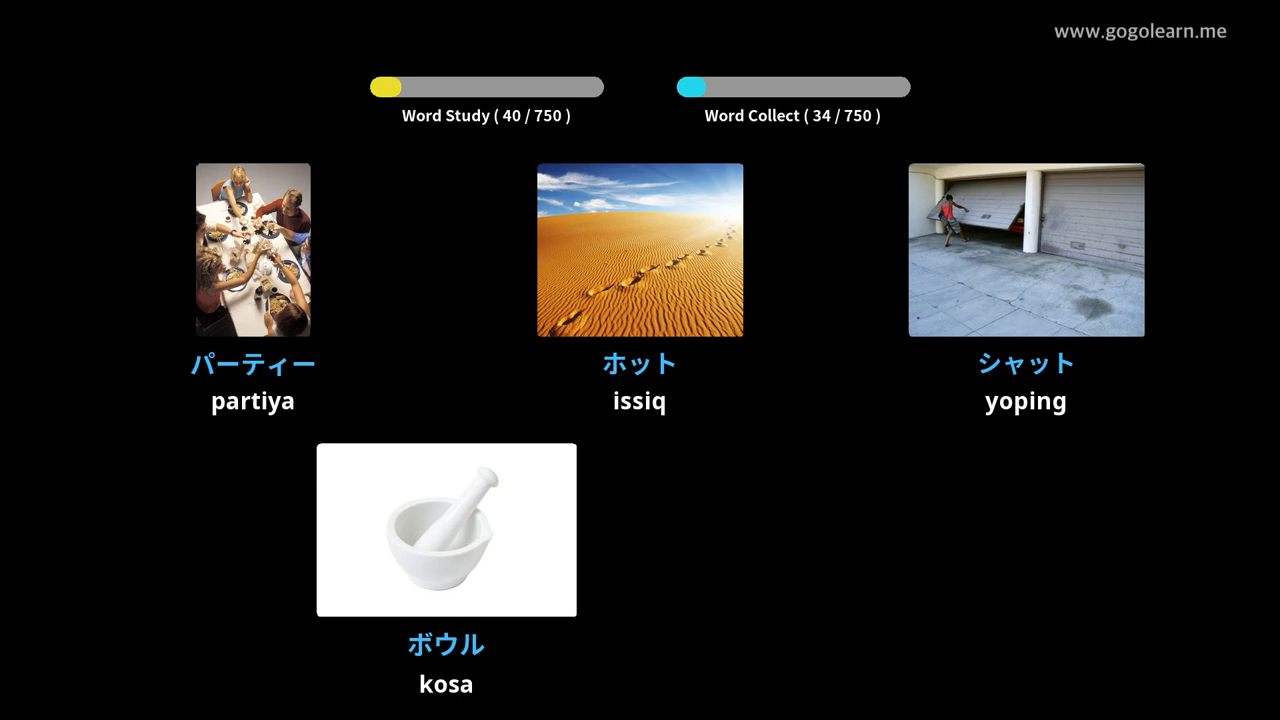 www.gogolearn.me
Word Study ( 40 / 750 )
Word Collect ( 34 / 750 )
パーティー
partiya
ホット
issiq
シャット
yoping
ボウル
kosa